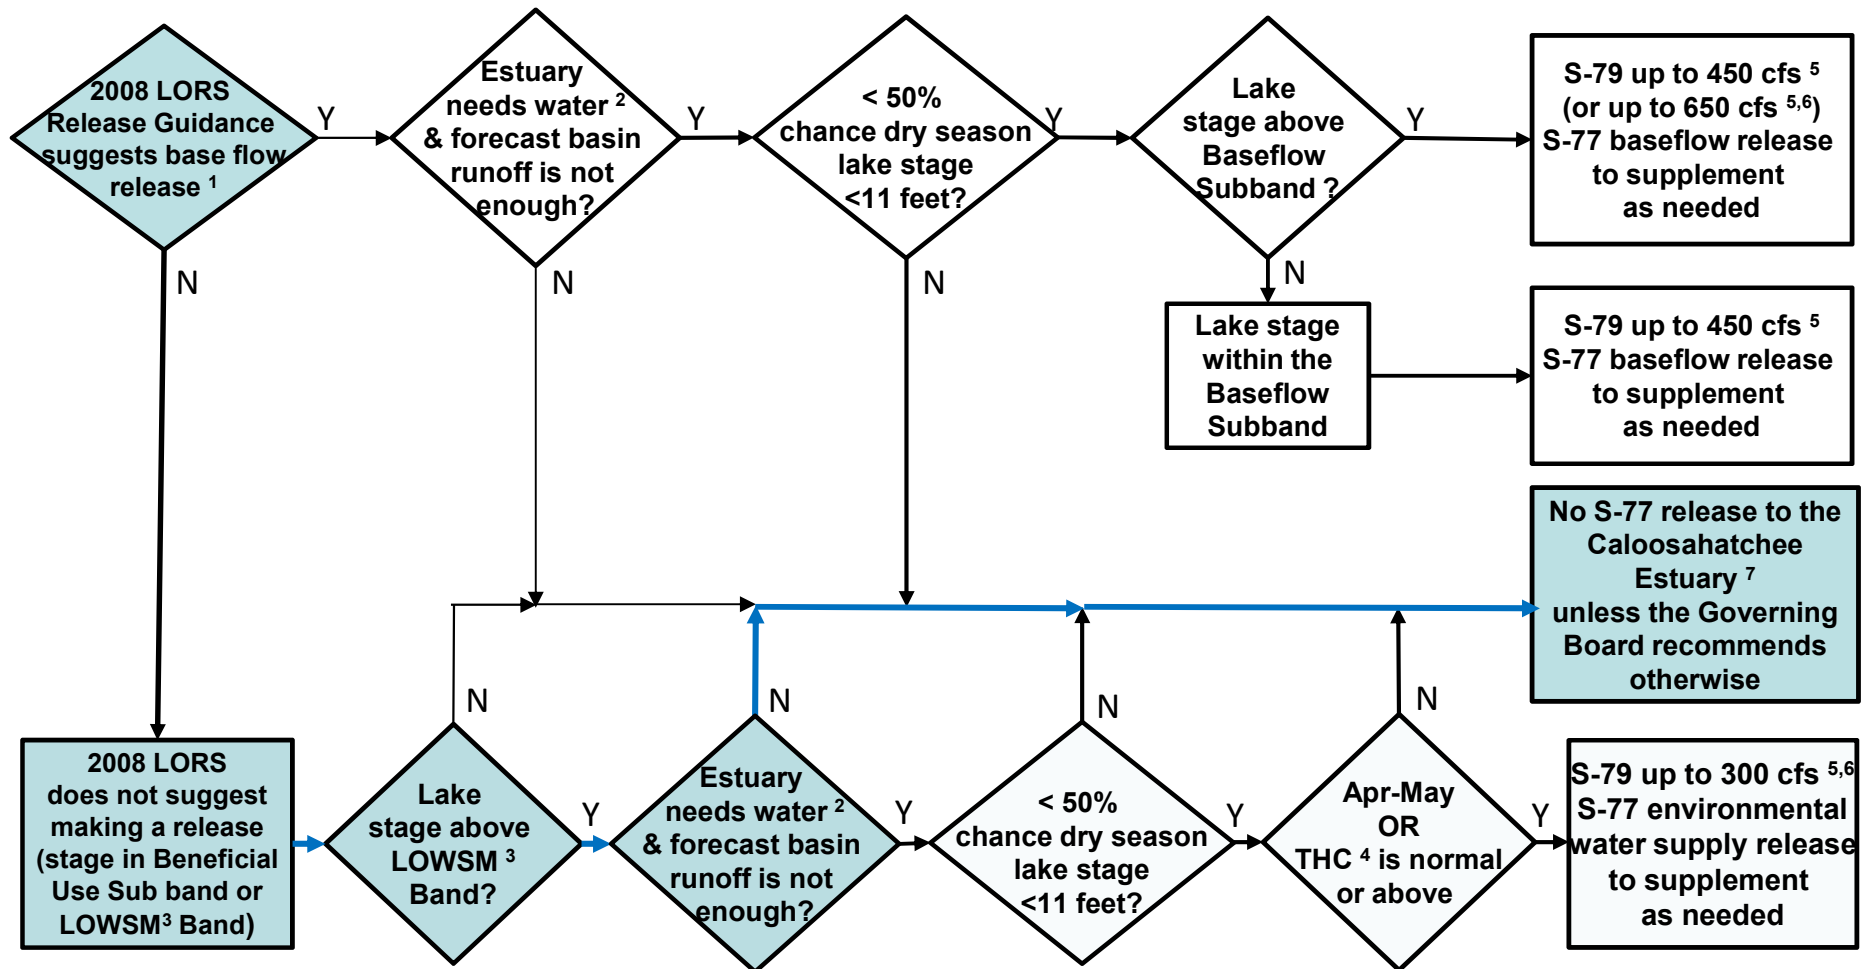 2008 LORS
Release Guidance
suggests base flow
release 1
Y
N
Estuary
needs water 2
& forecast basin
runoff is not
enough?
Y
N
< 50%
chance dry season
lake stage
<11 feet?
Y
N
Lake
stage above
Baseflow
Subband ?
Y
N
S-79 up to 450 cfs 5
(or up to 650 cfs 5,6)
S-77 baseflow release
to supplement
as needed
Lake stage
within the
Baseflow
Subband
S-79 up to 450 cfs 5
S-77 baseflow release
to supplement
as needed
No S-77 release to the
Caloosahatchee
Estuary 7
unless the Governing
Board recommends
otherwise
2008 LORS
does not suggest
making a release
(stage in Beneficial
Use Sub band or
LOWSM3 Band)
N
Lake
stage above
LOWSM 3
Band?
Y
N
Estuary
needs water 2
& forecast basin
runoff is not
enough?
Y
N
< 50%
chance dry season
lake stage
<11 feet?
Y
N
Apr-May
OR
THC 4 is normal
or above
Y
S-79 up to 300 cfs 5,6
S-77 environmental
water supply release
to supplement
as needed